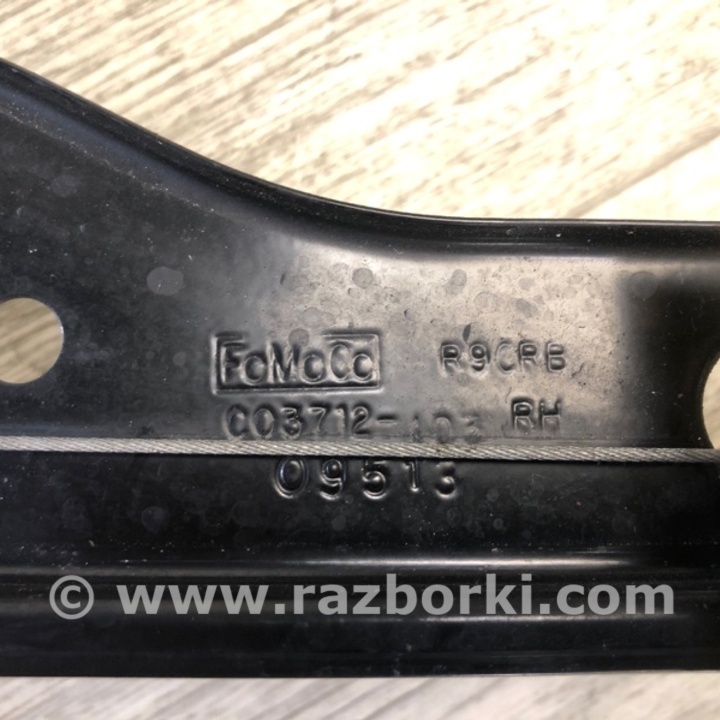 FoMoCo R9CRB
C03712-103 RH
09513
© www.razborki.com